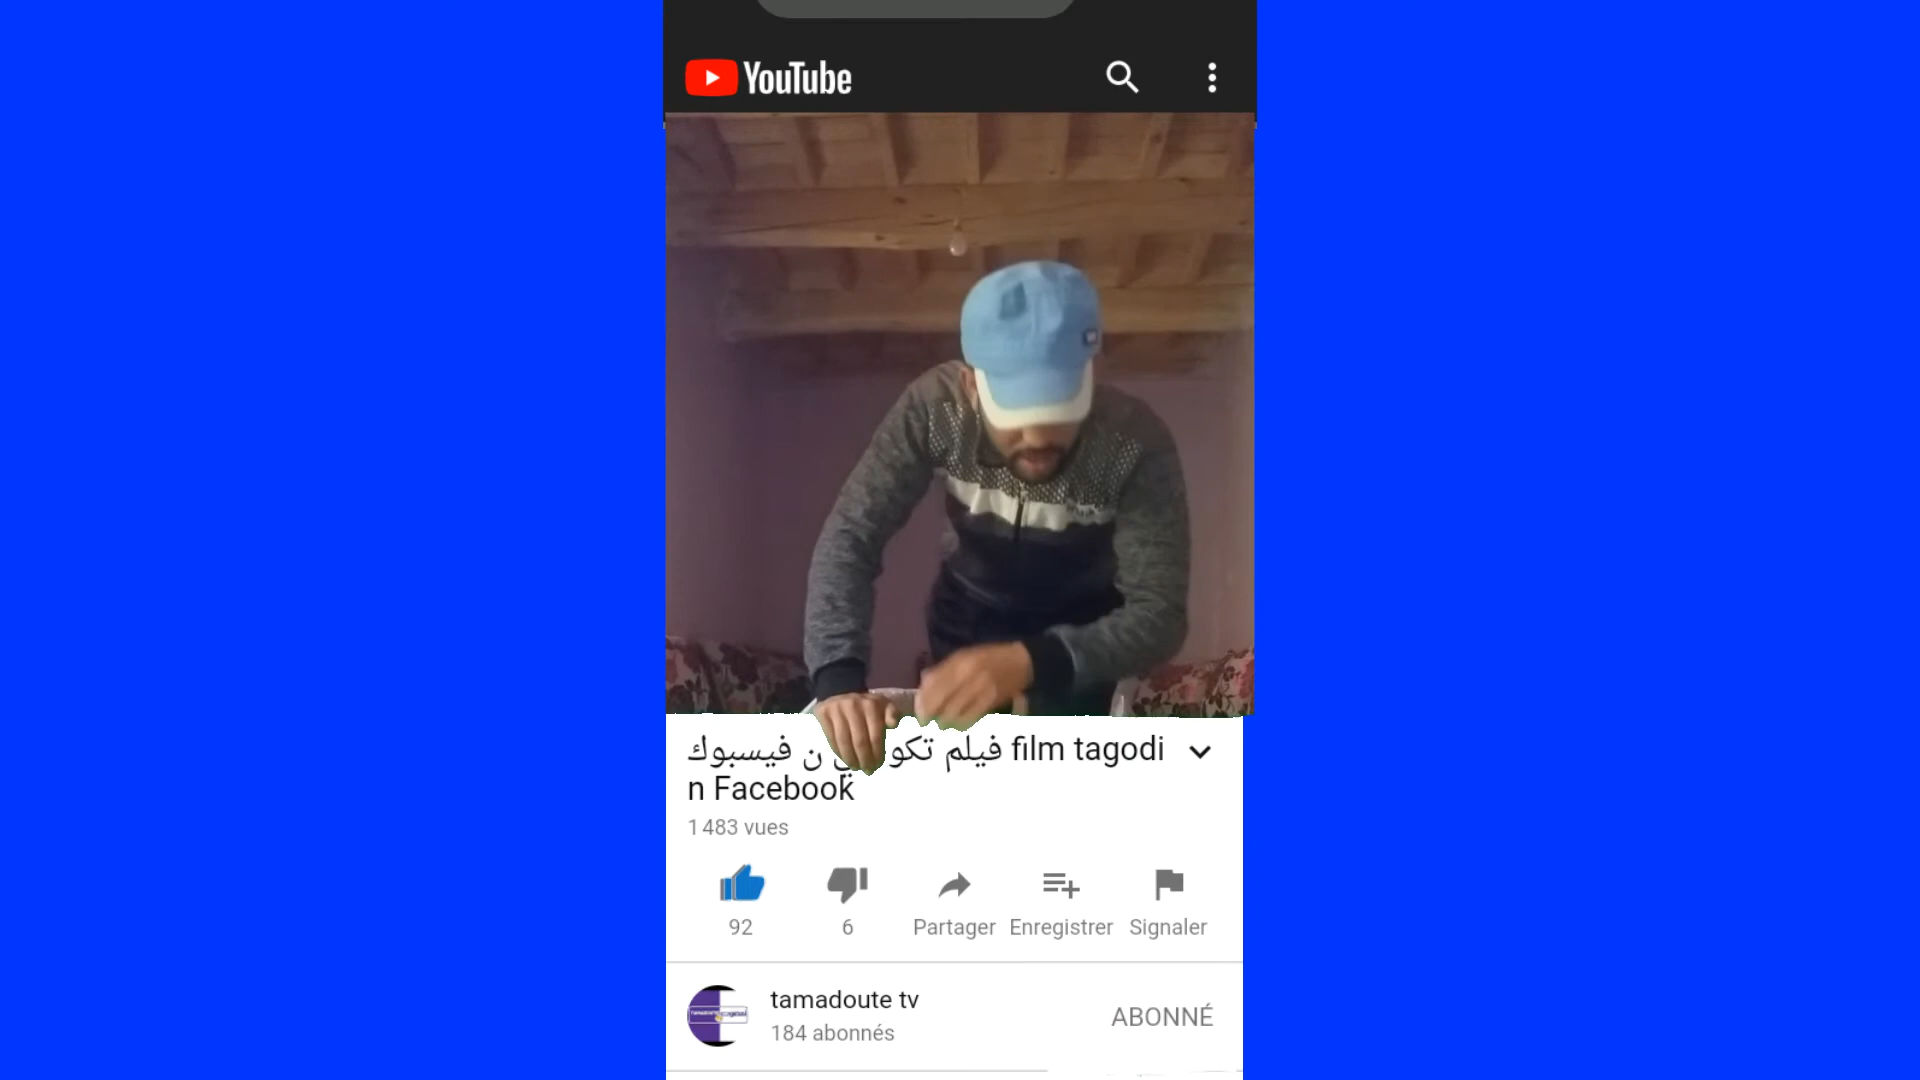 YouTube
فيلم ن فيسبوك film tagodi
n Facebook
1 483 vues
92
6
Partager
Enregistrer
Signaler
tamadoute tv
184 abonnés
ABONNÉ